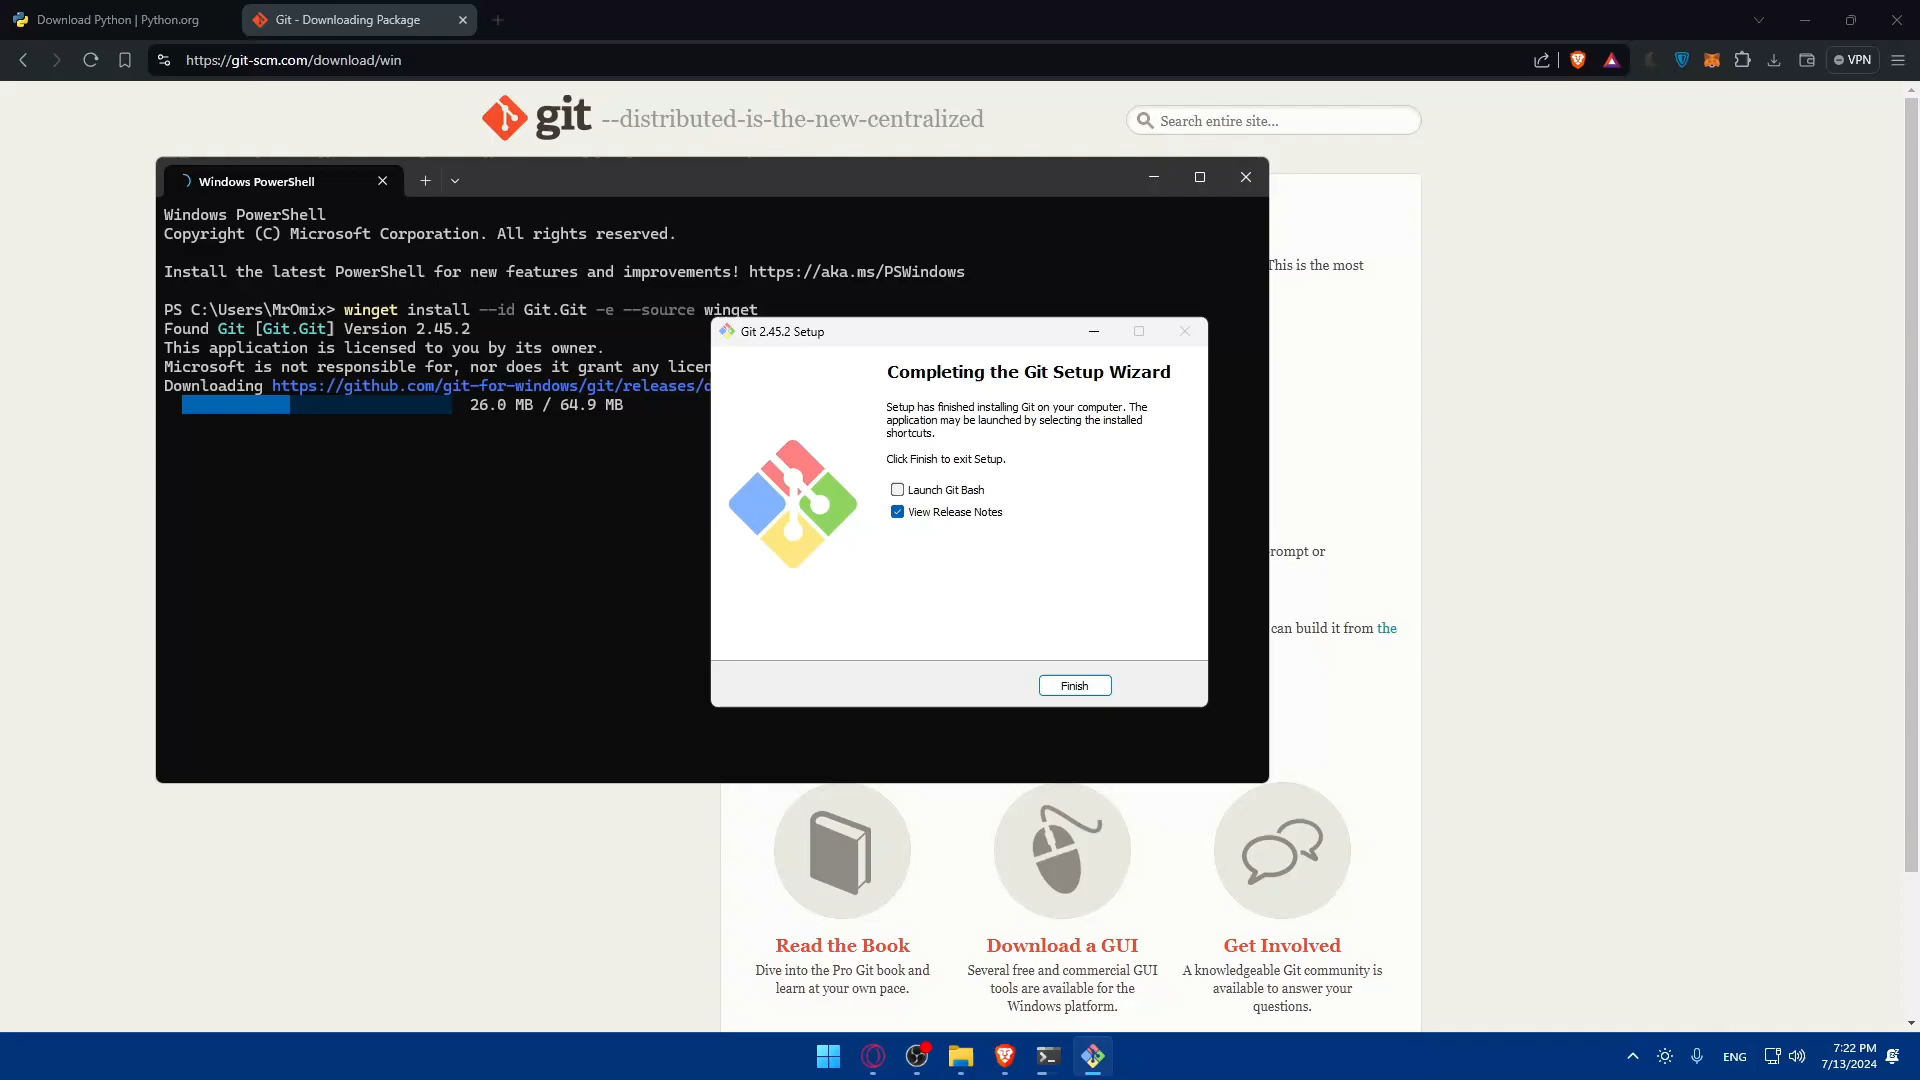 Download Python | Python.org
Git - Downloading Package
https://git-scm.com/download/win
VPN
git --distributed-is-the-new-centralized
Search entire site...
Windows PowerShell
Windows PowerShell
Copyright (C) Microsoft Corporation. All rights reserved.
Install the latest PowerShell for new features and improvements! https://aka.ms/PSWindows
PS C:\Users\MrOmix> winget install --id Git.Git -e --source winget
Found Git [Git.Git] Version 2.45.2
This application is licensed to you by its owner.
Microsoft is not responsible for, nor does it grant any
Downloading https://github.com/git-for-windows/git/releases/
26.0 MB / 64.9 MB
Git 2.45.2 Setup
Completing the Git Setup Wizard
Setup has finished installing Git on your computer. The
application may be launched by selecting the installed
shortcuts.
Click Finish to exit Setup.
Launch Git Bash
View Release Notes
Finish
This is the most
rompt or
can build it from the
Read the Book
Dive into the Pro Git book and
learn at your own pace.
Download a GUI
Several free and commercial GUI
tools are available for the
Windows platform.
Get Involved
A knowledgeable Git community is
available to answer your
questions.
ENG
7:22 PM
7/13/2024